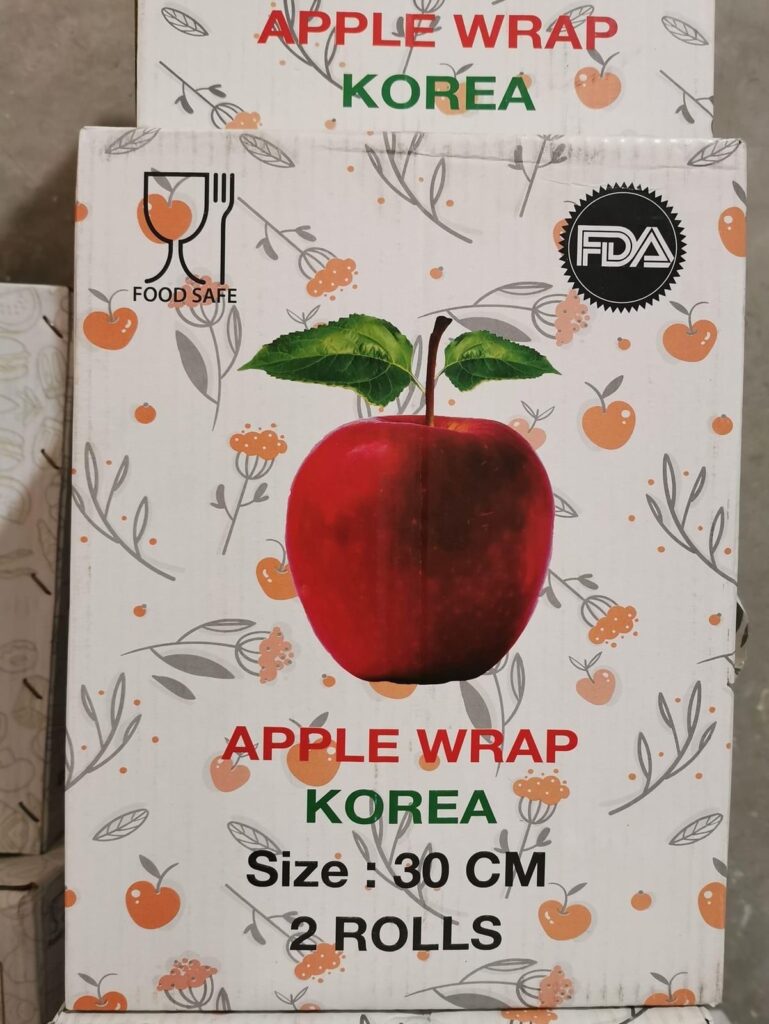 APPLE WRAP
KOREA
FOOD SAFE
FDA
APPLE WRAP
KOREA
Size : 30 CM
2 ROLLS